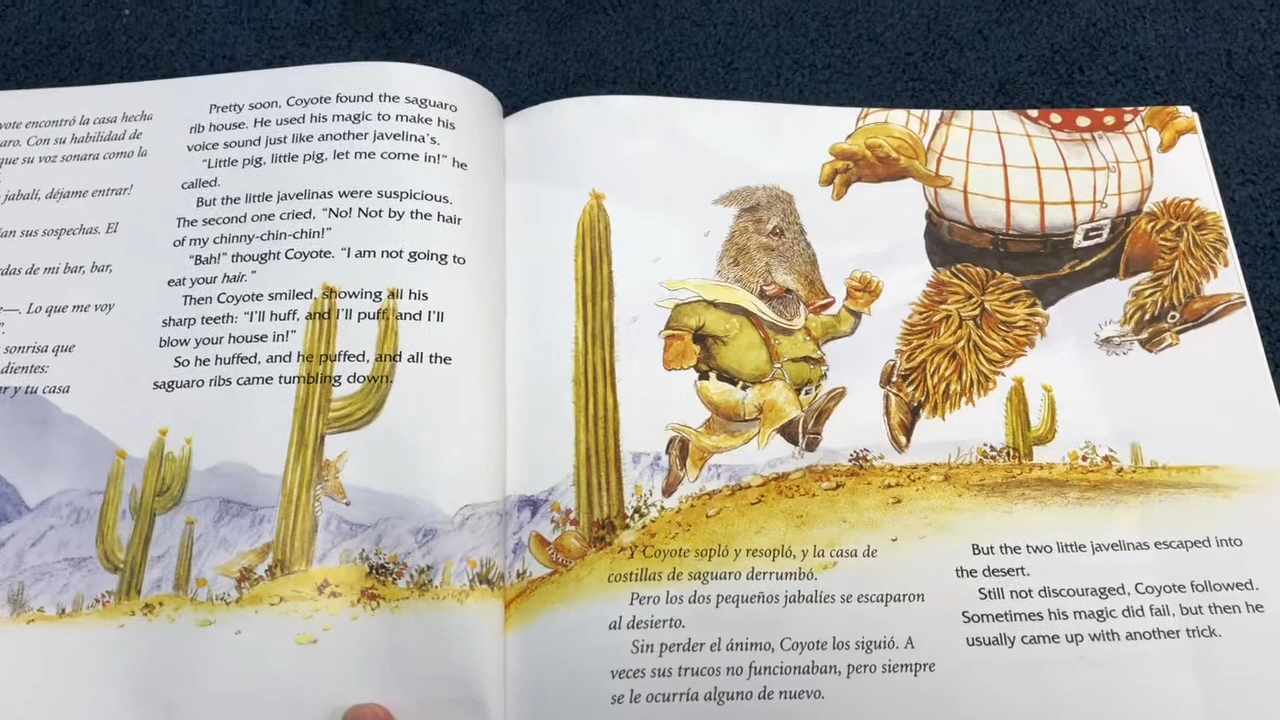 yote encontró la casa hecha
aro. Con su habilidad de
que su voz sonara como la
jabalí, déjame entrar!
ían sus sospechas. El
rdas de mi bar, bar,
e—. Lo que me voy
”.
sonrisa que
dientes:
ar y tu casa
Pretty soon, Coyote found the saguaro
rib house. He used his magic to make his
voice sound just like another javelina's.
“Little pig, little pig, let me come in!” he
called.
But the little javelinas were suspicious.
The second one cried, “No! Not by the hair
of my chinny-chin-chin!”
“Bah!” thought Coyote. “I am not going to
eat your hair.”
Then Coyote smiled, showing all his
sharp teeth: “I'll huff, and I'll puff, and I'll
blow your house in!”
So he huffed, and he puffed, and all the
saguaro ribs came tumbling down.
Y Coyote sopló y resopló, y la casa de
costillas de saguaro derrumbó.
Pero los dos pequeños jabalíes se escaparon
al desierto.
Sin perder el ánimo, Coyote los siguió. A
veces sus trucos no funcionaban, pero siempre
se le ocurría alguno de nuevo.
But the two little javelinas escaped into
the desert.
Still not discouraged, Coyote followed.
Sometimes his magic did fail, but then he
usually came up with another trick.